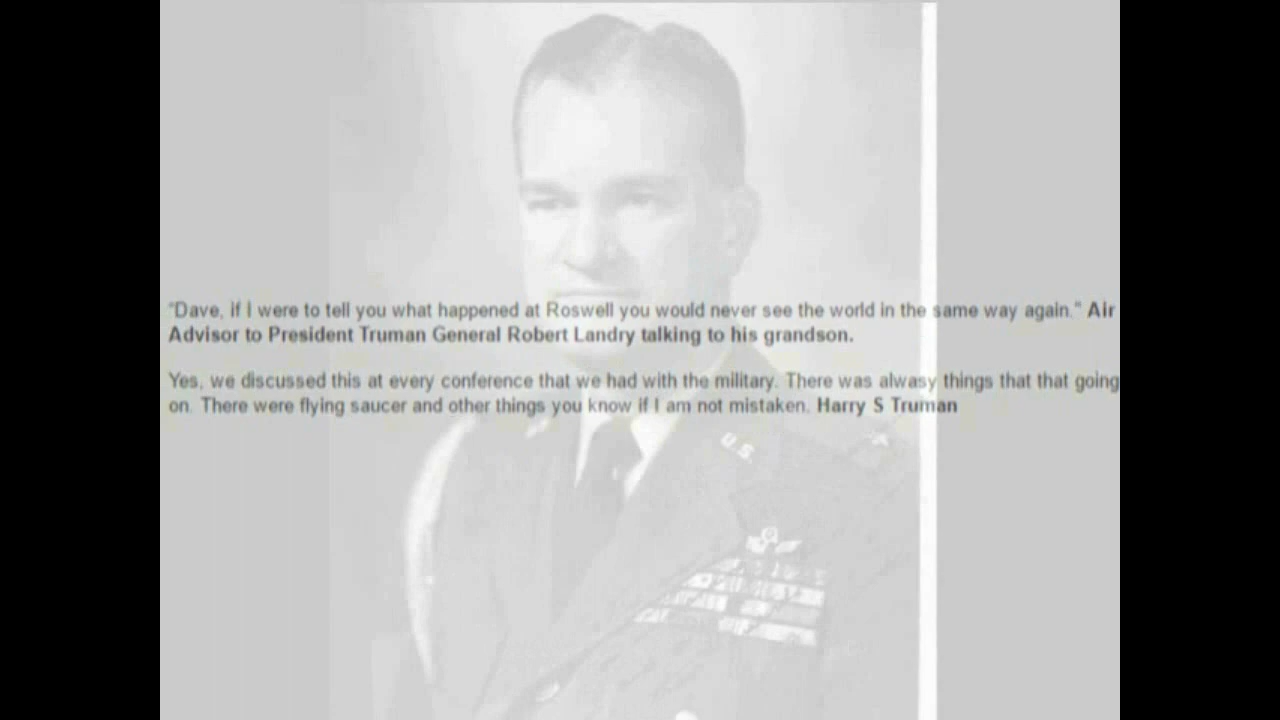 "Dave, if I were to tell you what happened at Roswell you would never see the world in the same way again." Air
Advisor to President Truman General Robert Landry talking to his grandson.
Yes, we discussed this at every conference that we had with the military. There was alwasy things that that going
on. There were flying saucer and other things you know if I am not mistaken. Harry S Truman
U.S.